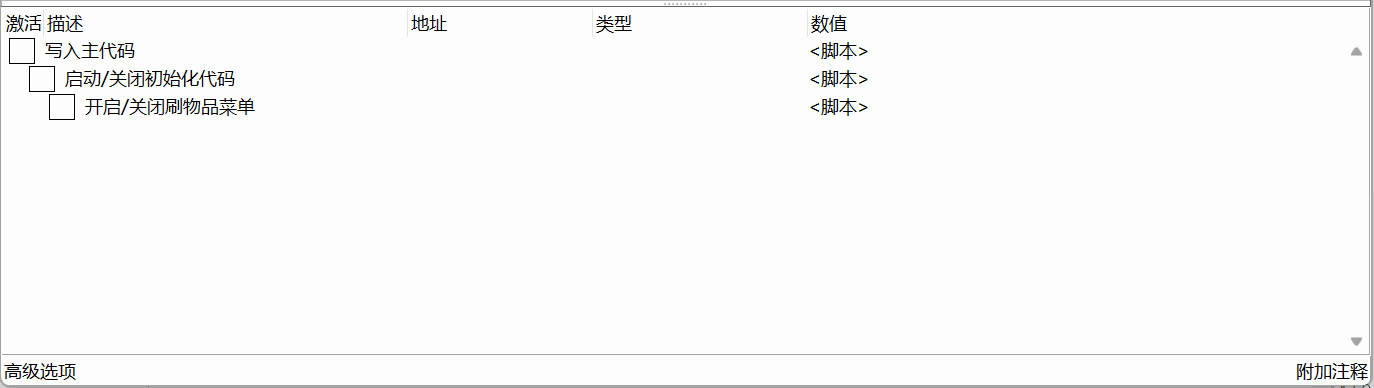 激活 描述 地址 类型 数值
写入主代码 <脚本>
启动/关闭初始化代码 <脚本>
开启/关闭刷物品菜单 <脚本>
高级选项 附加注释